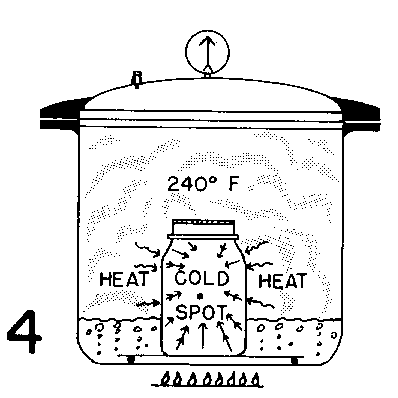 240° F
HEAT COLD HEAT
SPOT
4